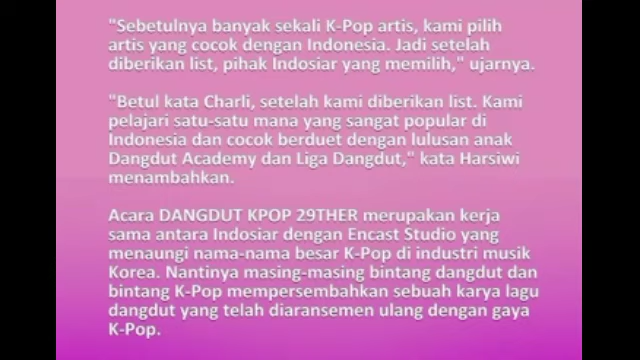 "Sebetulnya banyak sekali K-Pop artis, kami pilih
artis yang cocok dengan Indonesia. Jadi setelah
diberikan list, pihak Indosiar yang memilih," ujarnya.
"Betul kata Charli, setelah kami diberikan list. Kami
pelajari satu-satu mana yang sangat popular di
Indonesia dan cocok berduet dengan lulusan anak
Dangdut Academy dan Liga Dangdut," kata Harsiwi
menambahkan.
Acara DANGDUT KPOP 29THER merupakan kerja
sama antara Indosiar dengan Encast Studio yang
menaungi nama-nama besar K-Pop di industri musik
Korea. Nantinya masing-masing bintang dangdut dan
bintang K-Pop mempersembahkan sebuah karya lagu
dangdut yang telah diaransemen ulang dengan gaya
K-Pop.